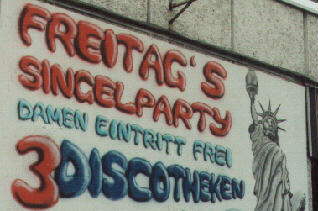 FREITAG'S
SINGELPARTY
DAMEN EINTRITT FREI
3 DISCOTHEKEN